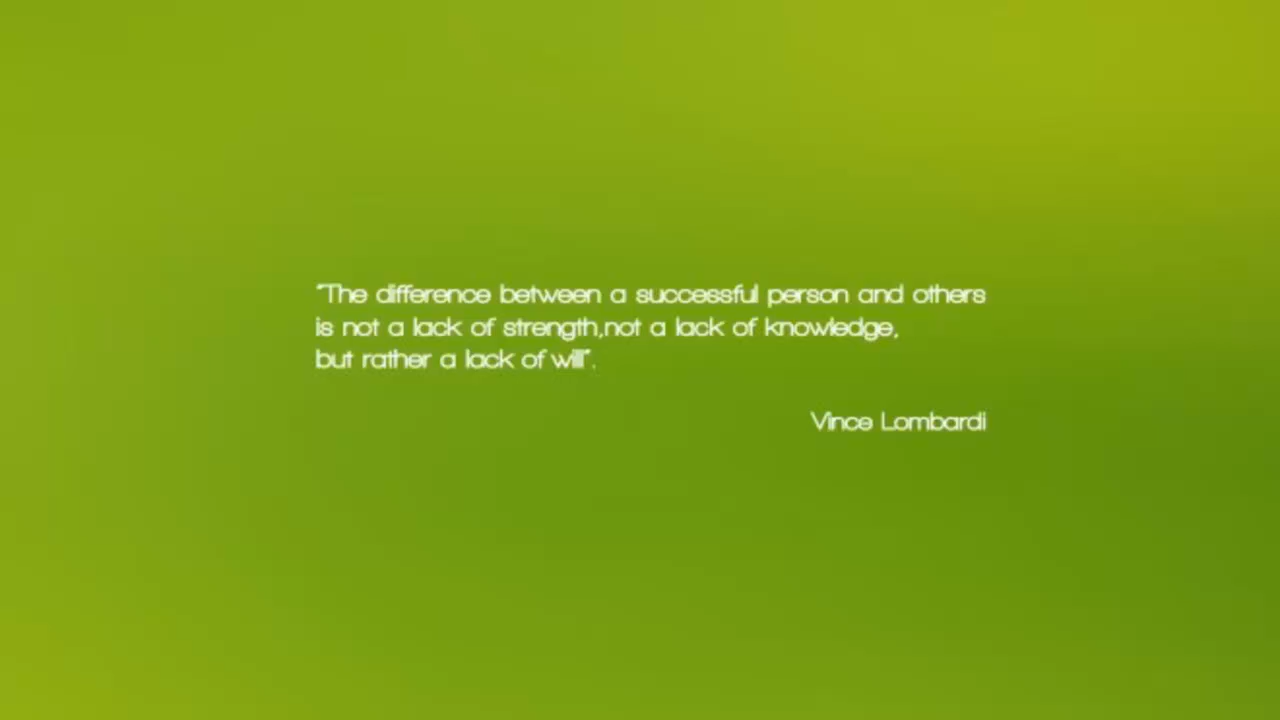 "The difference between a successful person and others
is not a lack of strength,not a lack of knowledge,
but rather a lack of will".
Vince Lombardi